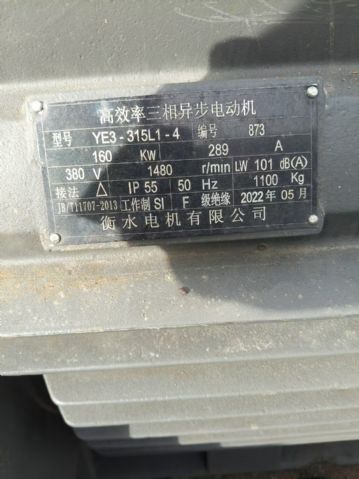 高效率三相异步电动机
型号 YE3-315L1-4 编号 873
160 KW 289 A
380 V 1480 r/min LW 101 dB(A)
接法 △ IP 55 50 Hz 1100 Kg
JB/T11707-2013 工作制 SI F 级绝缘 2022年05月
衡水电机有限公司